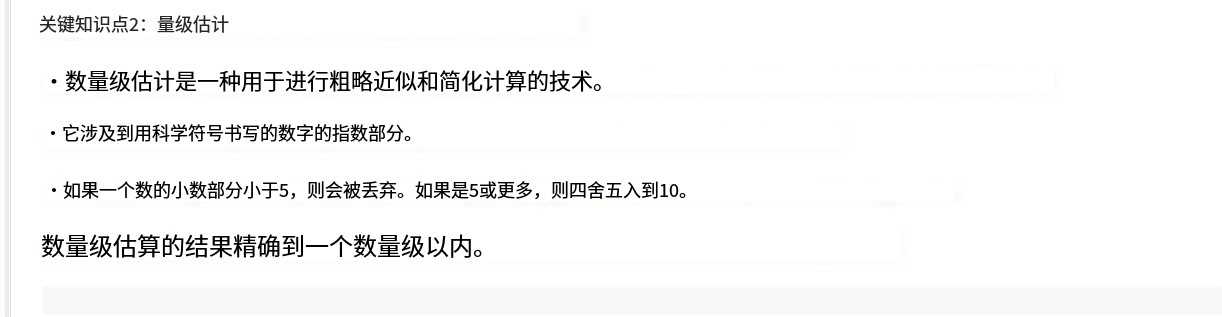 关键知识点2：量级估计
·数量级估计是一种用于进行粗略近似和简化计算的技术。
·它涉及到用科学符号书写的数字的指数部分。
·如果一个数的小数部分小于5，则会被丢弃。如果是5或更多，则四舍五入到10。
数量级估算的结果精确到一个数量级以内。